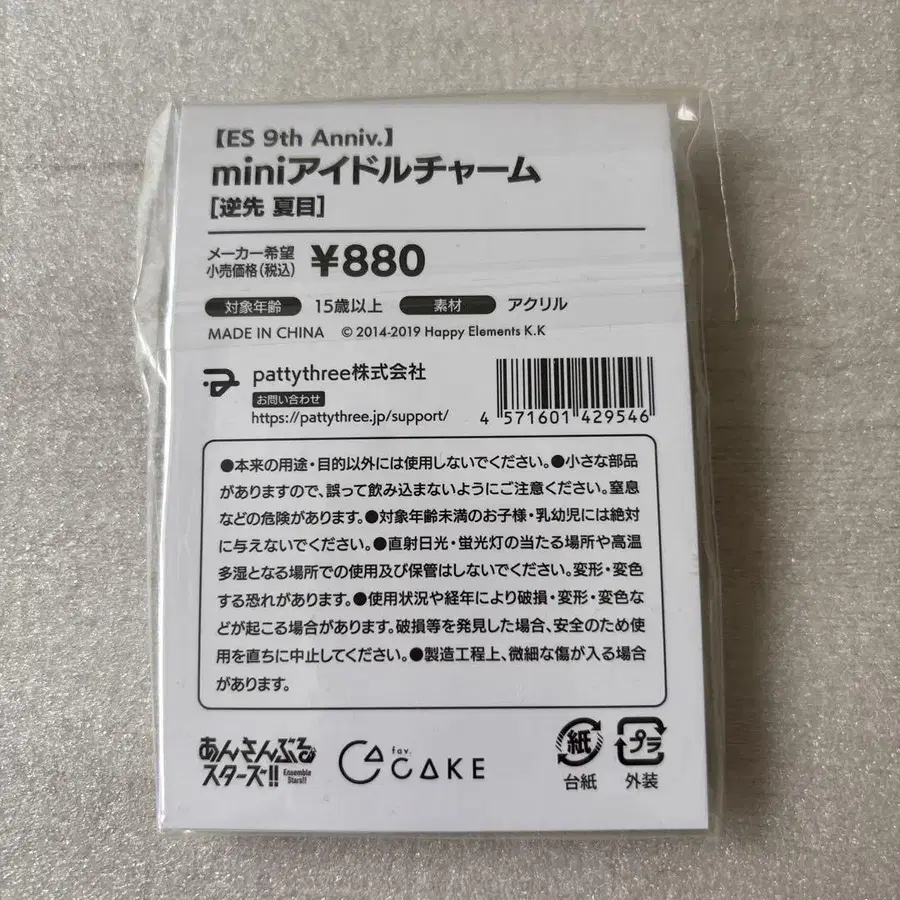 【ES 9th Anniv.】
miniアイドルチャーム
[逆先 夏目]
メーカー希望
小売価格(税込) ¥880
対象年齢 15歳以上 素材 アクリル
MADE IN CHINA © 2014-2019 Happy Elements K.K
pattythree株式会社
お問い合わせ
https://pattythree.jp/support/
4 571601 429546
●本来の用途・目的以外には使用しないでください。●小さな部品
がありますので、誤って飲み込まないようにご注意ください。窒息
などの危険があります。●対象年齢未満のお子様・乳幼児には絶対
に与えないでください。●直射日光・蛍光灯の当たる場所や高温
多湿となる場所での使用及び保管はしないでください。変形・変色
する恐れがあります。●使用状況や経年により破損・変形・変色な
どが起こる場合があります。破損等を発見した場合、安全のため使
用を直ちに中止してください。●製造工程上、微細な傷が入る場合
があります。
あんさんぶる
スターズ!!
Ensemble
Stars!!
fav.
CAKE
紙
台紙
プラ
外装